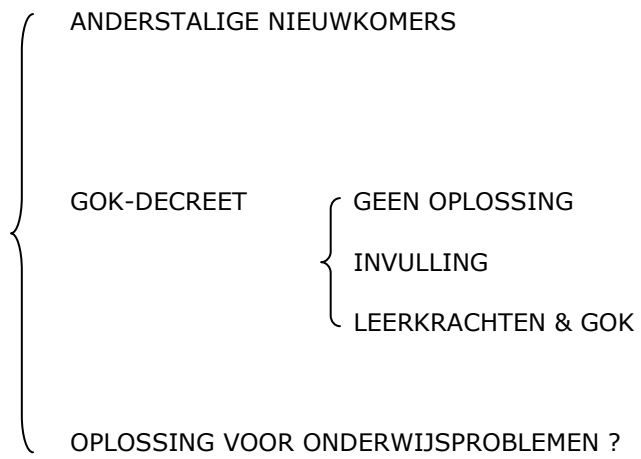 ANDERSTALIGE NIEUWKOMERS
GOK-DECREET
GEEN OPLOSSING
INVULLING
LEERKRACHTEN & GOK
OPLOSSING VOOR ONDERWIJSPROBLEMEN ?